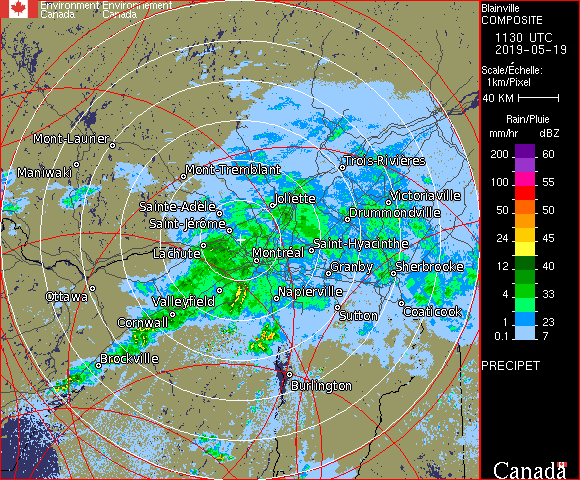 Environment Environnement
Canada Canada
Blainville
COMPOSITE
1130 UTC
2019-05-19
Scale/Échelle:
1km/Pixel
40 KM
Rain/Pluie
mm/hr dBZ
200 60
100 55
50 50
24 45
12 40
4 33
1 23
0.1 7
PRECIPET
Canada
Mont-Laurier
Maniwaki
Mont-Tremblant
Trois-Rivières
Sainte-Adele
Joliette
Victoriaville
Saint-Jérôme
Drummondville
Lachute
Montréal
Saint-Hyacinthe
Granby
Sherbrooke
Ottawa
Valleyfield
Napierville
Cornwall
Sutton
Coaticook
Brockville
Burlington